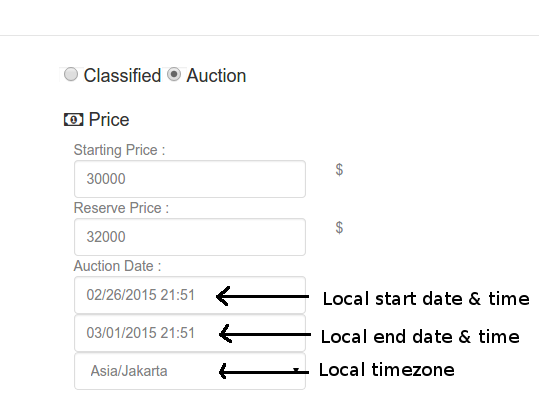 Classified Auction
Price
Starting Price :
30000 $
Reserve Price :
32000 $
Auction Date :
02/26/2015 21:51 Local start date & time
03/01/2015 21:51 Local end date & time
Asia/Jakarta Local timezone